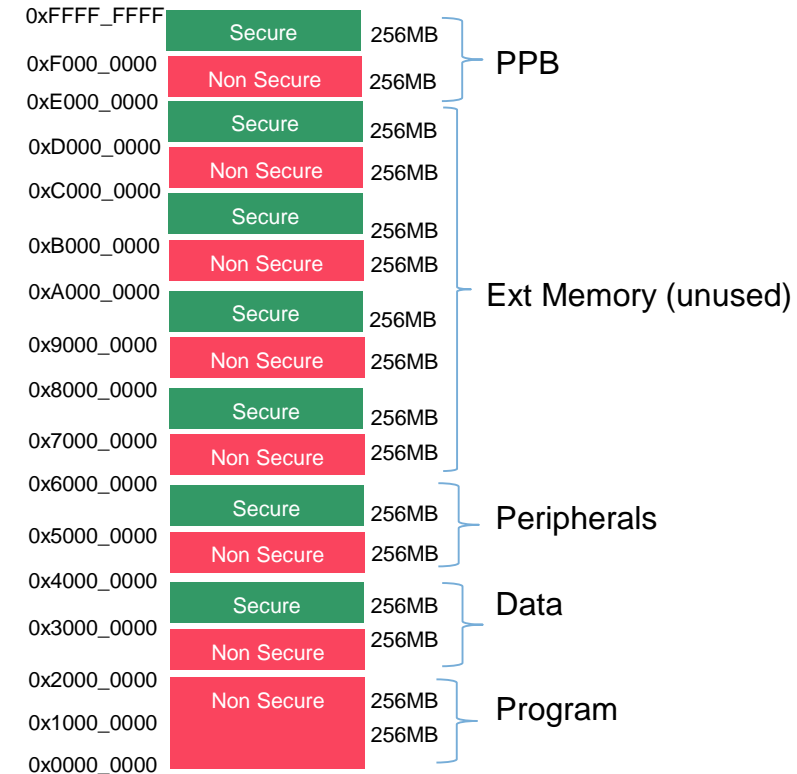 0xFFFF_FFFF
Secure 256MB
PPB
0xF000_0000
Non Secure 256MB
0xE000_0000
Secure 256MB
0xD000_0000
Non Secure 256MB
0xC000_0000
Secure 256MB
0xB000_0000
Non Secure 256MB
0xA000_0000
Ext Memory (unused)
Secure 256MB
0x9000_0000
Non Secure 256MB
0x8000_0000
Secure 256MB
0x7000_0000
Non Secure 256MB
0x6000_0000
Secure 256MB
Peripherals
0x5000_0000
Non Secure 256MB
0x4000_0000
Secure 256MB
Data
0x3000_0000
Non Secure 256MB
0x2000_0000
Non Secure 256MB
Program
0x1000_0000
256MB
0x0000_0000